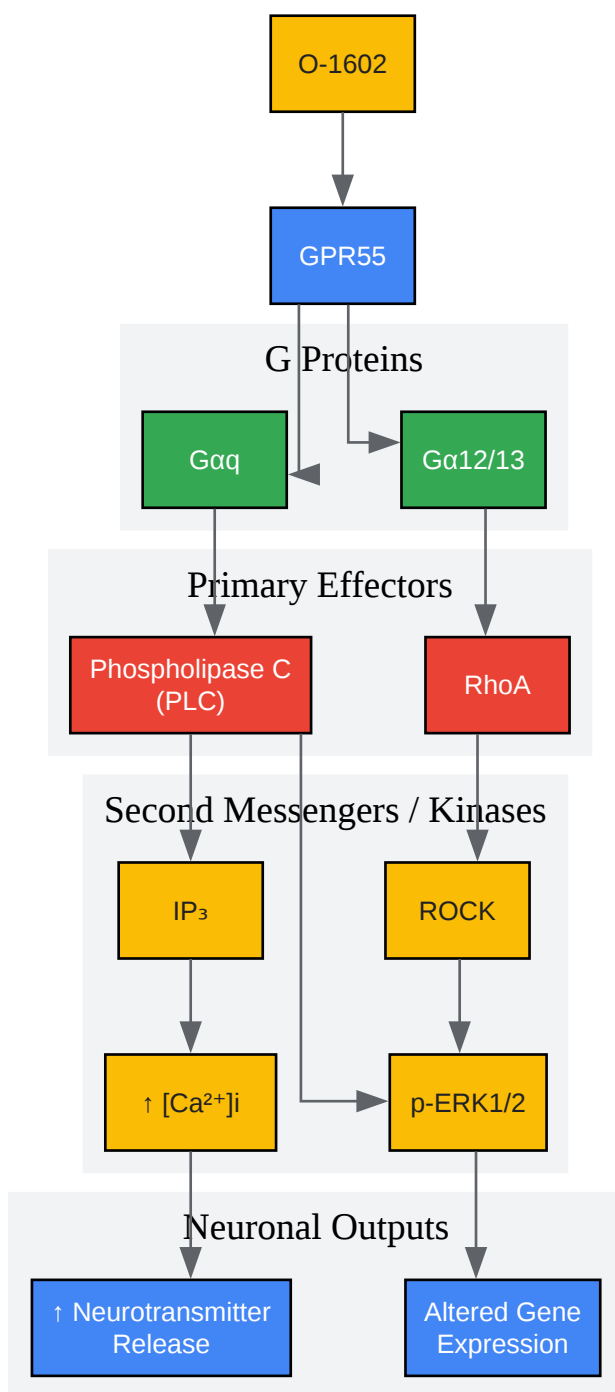 O-1602
GPR55
G Proteins
Gαq
Gα12/13
Primary Effectors
Phospholipase C
(PLC)
RhoA
Second Messengers / Kinases
IP₃
ROCK
↑ [Ca²⁺]i
p-ERK1/2
Neuronal Outputs
↑ Neurotransmitter
Release
Altered Gene
Expression